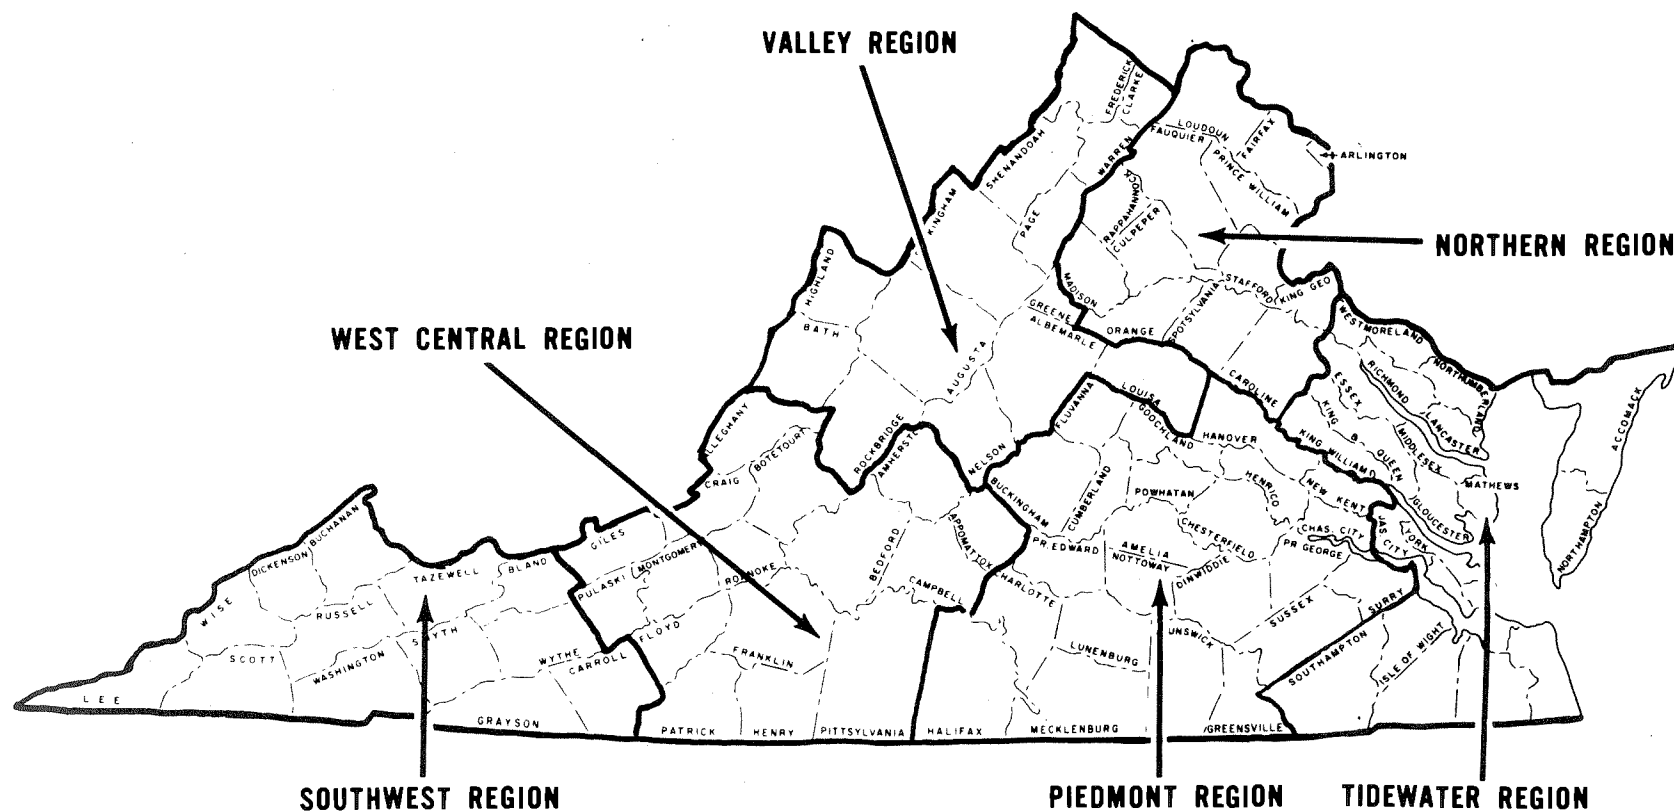 VALLEY REGION
FREDERICK
CLARKE
LOUDOUN
FAUQUIER
FAIRFAX
ARLINGTON
SHENANDOAH
WARREN
PRINCE WILLIAM
KINGHAM
PAGE
RAPPAHANNOCK
CULPEPER
NORTHERN REGION
HIGHLAND
MADISON
STAFFORD
KING GEO
BATH
GREENE
ALBEMARLE
ORANGE
SPOTSYLVANIA
WESTMORELAND
WEST CENTRAL REGION
AUGUSTA
LOUISA
CAROLINE
ESSEX
RICHMOND
NORTHUMBERLAND
FLUVANNA
GOOCHLAND
LANCASTER
ACCOMACK
LLEGHANY
BOTETOURT
ROCKBRIDGE
AMHERST
NELSON
HANOVER
KING & QUEEN
KING WILLIAM
MIDDLESEX
CRAIG
BUCKINGHAM
CUMBERLAND
POWHATAN
HENRICO
NEW KENT
MATHEWS
GLOUCESTER
BUCHANAN
DICKENSON
GILES
MONTGOMERY
BEDFORD
APPOMATTOX
PR. EDWARD
AMELIA
NOTTOWAY
CHESTERFIELD
CHAS. CITY
JAS CITY
YORK
PR GEORGE
NORTHAMPTON
WISE
TAZEWELL
BLAND
PULASKI
ROANOKE
CAMPBELL
CHARLOTTE
DINWIDDIE
RUSSELL
SURRY
SUSSEX
SCOTT
WASHINGTON
SMYTH
WYTHE
CARROLL
FLOYD
FRANKLIN
LUNENBURG
UNSWICK
SOUTHAMPTON
ISLE OF WIGHT
LEE
GRAYSON
PATRICK
HENRY
PITTSYLVANIA
HALIFAX
MECKLENBURG
GREENSVILLE
SOUTHWEST REGION
PIEDMONT REGION
TIDEWATER REGION